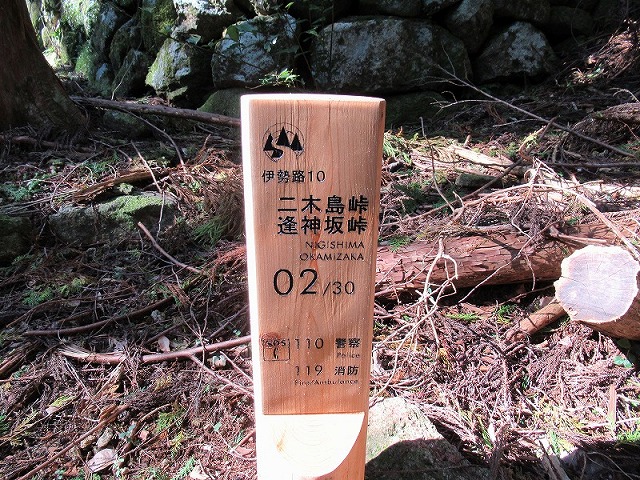 伊勢路10
二木島峠
逢神坂峠
NIGISHIMA
OKAMIZAKA
02/30
SOS 110 警察
Police
119 消防
Fire/Ambulance